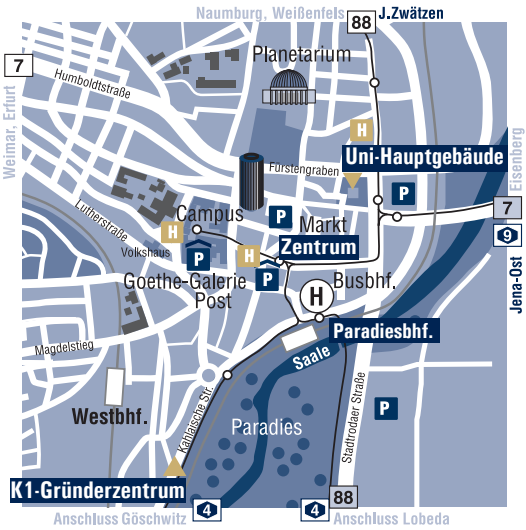 Naumburg, Weißenfels
88
J.Zwätzen
Planetarium
7
Humboldtstraße
Weimar, Erfurt
H
Eisenberg
Uni-Hauptgebäude
Fürstengraben
P
7
Lutherstraße
Campus
P
Markt
9
H
Volkshaus
P
H
Zentrum
Jena-Ost
Goethe-Galerie
P
Busbhf.
Post
H
Paradiesbhf.
Magdelstieg
Saale
Westbhf.
Kahlaische Str.
Paradies
Stadtrodaer Straße
P
K1-Gründerzentrum
88
Anschluss Göschwitz
4
4
Anschluss Lobeda